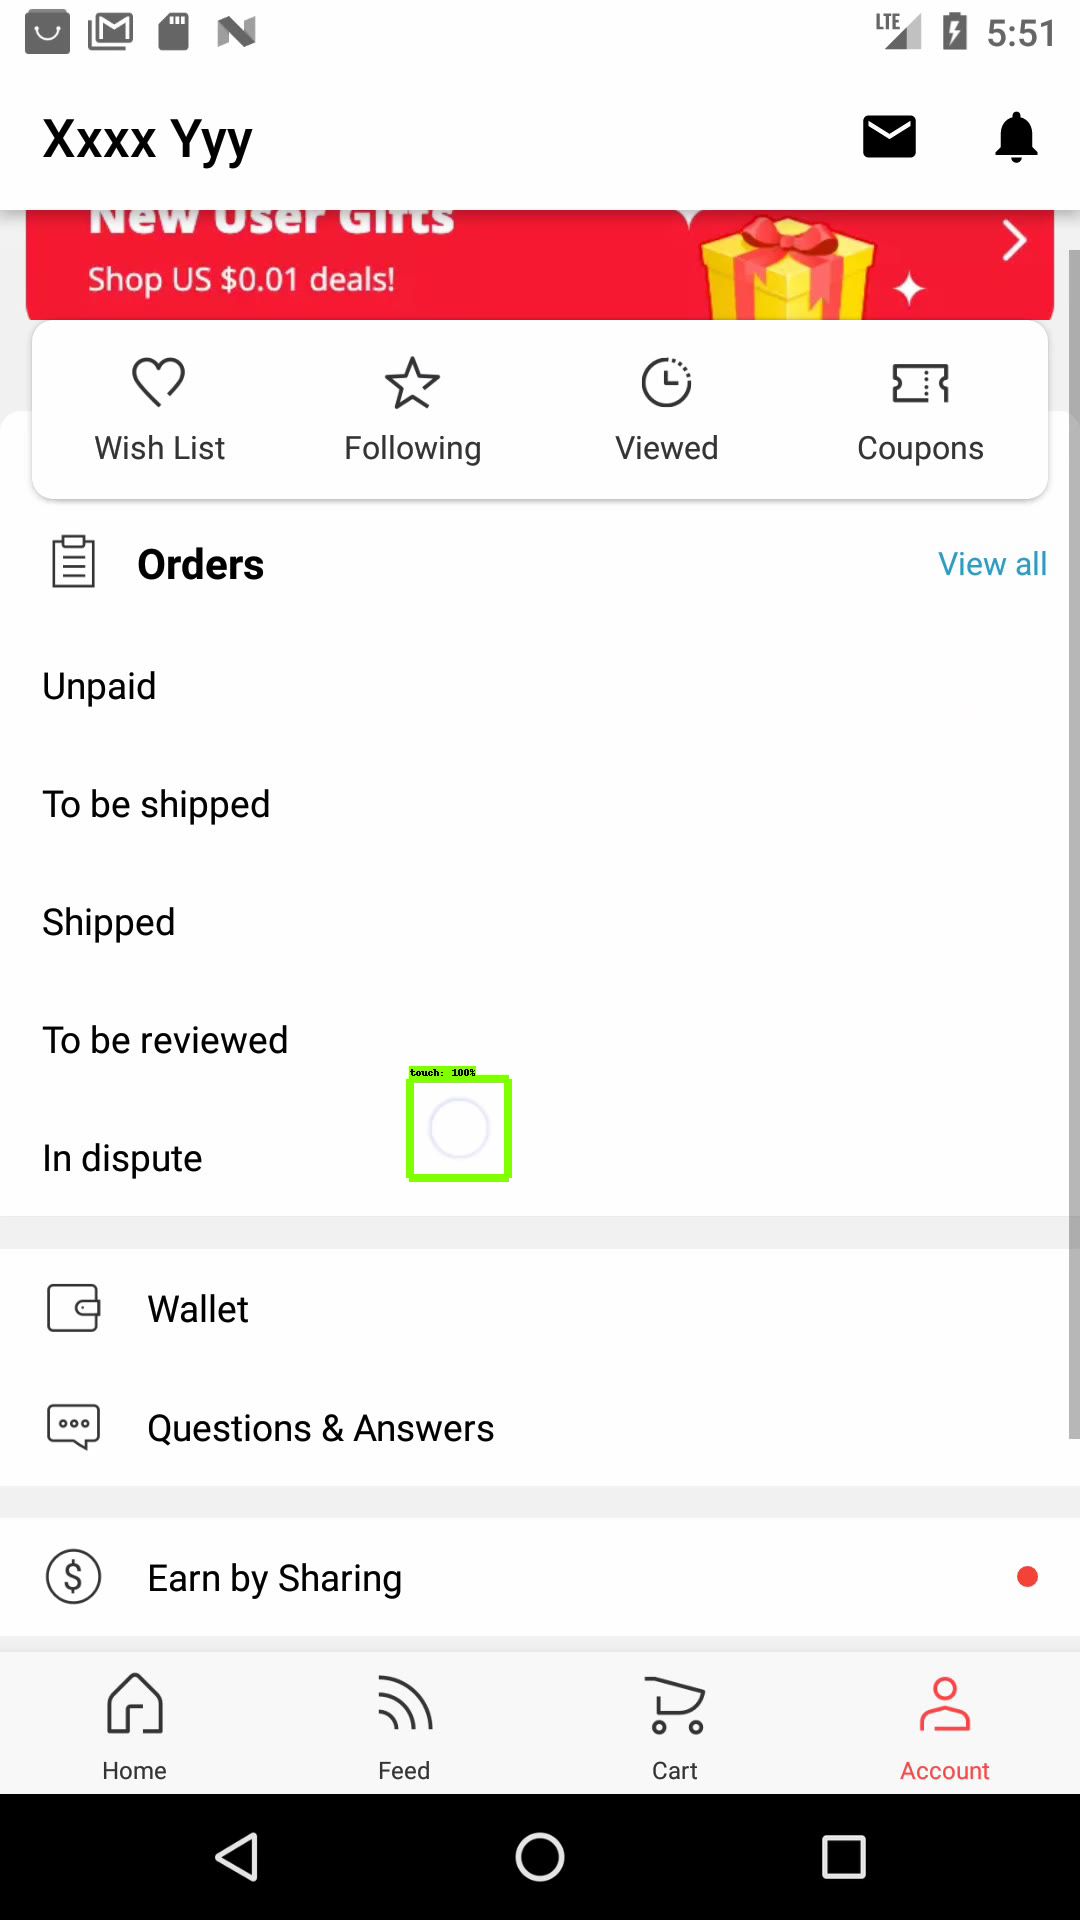 LTE 5:51
Xxxx Yyy
New User Gifts
Shop US $0.01 deals!
Wish List Following Viewed Coupons
Orders View all
Unpaid
To be shipped
Shipped
To be reviewed
touch: 100%
In dispute
Wallet
Questions & Answers
Earn by Sharing
Home Feed Cart Account